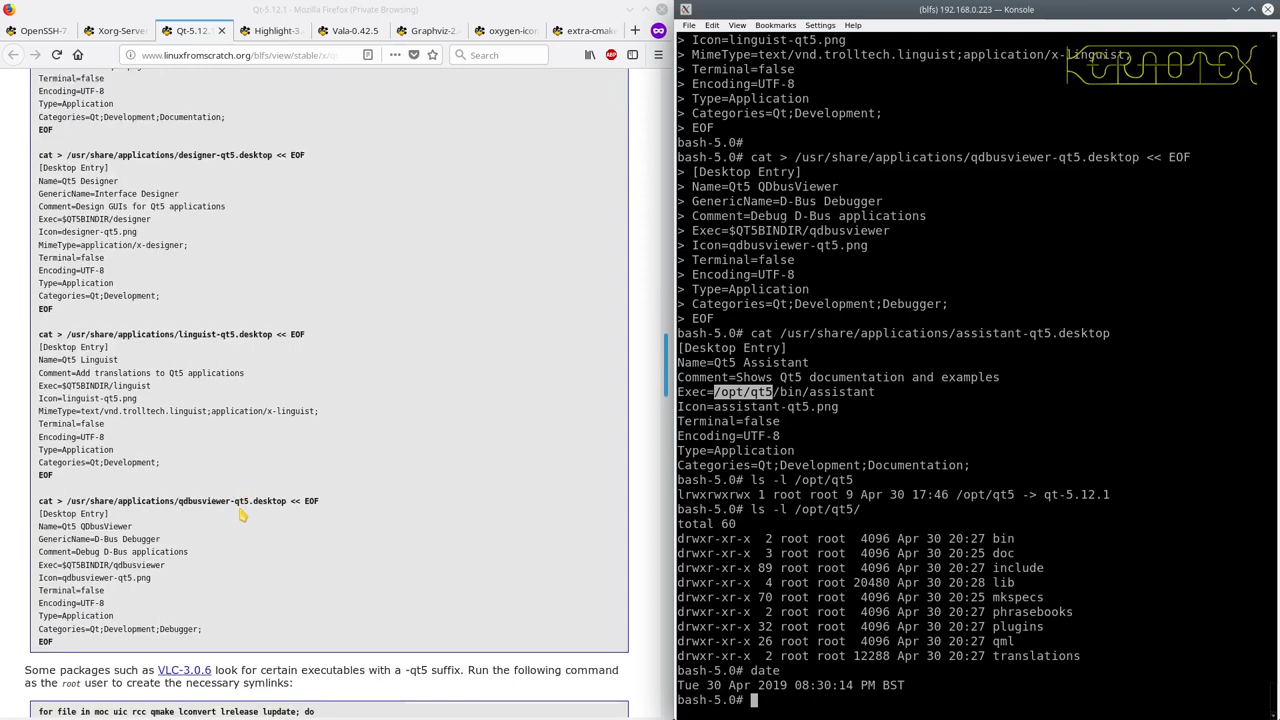 Qt-5.12.1 - Mozilla Firefox (Private Browsing)
OpenSSH-7
Xorg-Server
Qt-5.12.1
Highlight-3.
Vala-0.42.5
Graphviz-2.
oxygen-icon
extra-cmake
www.linuxfromscratch.org/blfs/view/stable/x/q
Search
Terminal=false
Encoding=UTF-8
Type=Application
Categories=Qt;Development;Documentation;
EOF
cat > /usr/share/applications/designer-qt5.desktop << EOF
[Desktop Entry]
Name=Qt5 Designer
GenericName=Interface Designer
Comment=Design GUIs for Qt5 applications
Exec=$QT5BINDIR/designer
Icon=designer-qt5.png
MimeType=application/x-designer;
Terminal=false
Encoding=UTF-8
Type=Application
Categories=Qt;Development;
EOF
cat > /usr/share/applications/linguist-qt5.desktop << EOF
[Desktop Entry]
Name=Qt5 Linguist
Comment=Add translations to Qt5 applications
Exec=$QT5BINDIR/linguist
Icon=linguist-qt5.png
MimeType=text/vnd.trolltech.linguist;application/x-linguist;
Terminal=false
Encoding=UTF-8
Type=Application
Categories=Qt;Development;
EOF
cat > /usr/share/applications/qdbusviewer-qt5.desktop << EOF
[Desktop Entry]
Name=Qt5 QDbusViewer
GenericName=D-Bus Debugger
Comment=Debug D-Bus applications
Exec=$QT5BINDIR/qdbusviewer
Icon=qdbusviewer-qt5.png
Terminal=false
Encoding=UTF-8
Type=Application
Categories=Qt;Development;Debugger;
EOF
Some packages such as VLC-3.0.6 look for certain executables with a -qt5 suffix. Run the following command
as the root user to create the necessary symlinks:
for file in moc uic rcc qmake lconvert lrelease lupdate; do
(blfs) 192.168.0.223 — Konsole
File Edit View Bookmarks Settings Help
> Icon=linguist-qt5.png
> MimeType=text/vnd.trolltech.linguist;application/x-linguist;
> Terminal=false
> Encoding=UTF-8
> Type=Application
> Categories=Qt;Development;
> EOF
bash-5.0#
bash-5.0# cat > /usr/share/applications/qdbusviewer-qt5.desktop << EOF
> [Desktop Entry]
> Name=Qt5 QDbusViewer
> GenericName=D-Bus Debugger
> Comment=Debug D-Bus applications
> Exec=$QT5BINDIR/qdbusviewer
> Icon=qdbusviewer-qt5.png
> Terminal=false
> Encoding=UTF-8
> Type=Application
> Categories=Qt;Development;Debugger;
> EOF
bash-5.0# cat /usr/share/applications/assistant-qt5.desktop
[Desktop Entry]
Name=Qt5 Assistant
Comment=Shows Qt5 documentation and examples
Exec=/opt/qt5/bin/assistant
Icon=assistant-qt5.png
Terminal=false
Encoding=UTF-8
Type=Application
Categories=Qt;Development;Documentation;
bash-5.0# ls -l /opt/qt5
lrwxrwxrwx 1 root root 9 Apr 30 17:46 /opt/qt5 -> qt-5.12.1
bash-5.0# ls -l /opt/qt5/
total 60
drwxr-xr-x  2 root root  4096 Apr 30 20:27 bin
drwxr-xr-x  3 root root  4096 Apr 30 20:25 doc
drwxr-xr-x 89 root root  4096 Apr 30 20:27 include
drwxr-xr-x  4 root root 20480 Apr 30 20:28 lib
drwxr-xr-x 70 root root  4096 Apr 30 20:25 mkspecs
drwxr-xr-x  2 root root  4096 Apr 30 20:27 phrasebooks
drwxr-xr-x 32 root root  4096 Apr 30 20:27 plugins
drwxr-xr-x 26 root root  4096 Apr 30 20:27 qml
drwxr-xr-x  2 root root 12288 Apr 30 20:27 translations
bash-5.0# date
Tue 30 Apr 2019 08:30:14 PM BST
bash-5.0#